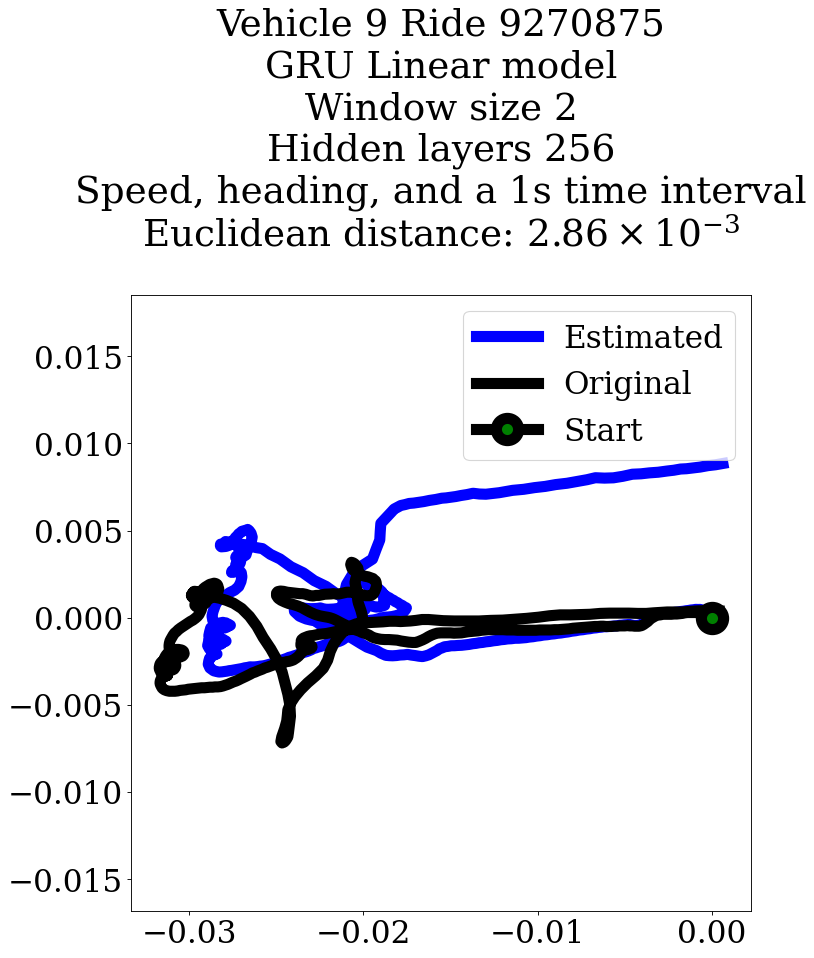 Vehicle 9 Ride 9270875
GRU Linear model
Window size 2
Hidden layers 256
Speed, heading, and a 1s time interval
Euclidean distance: 2.86 × 10⁻³
Estimated
Original
Start
0.015
0.010
0.005
0.000
−0.005
−0.010
−0.015
−0.03 −0.02 −0.01 0.00